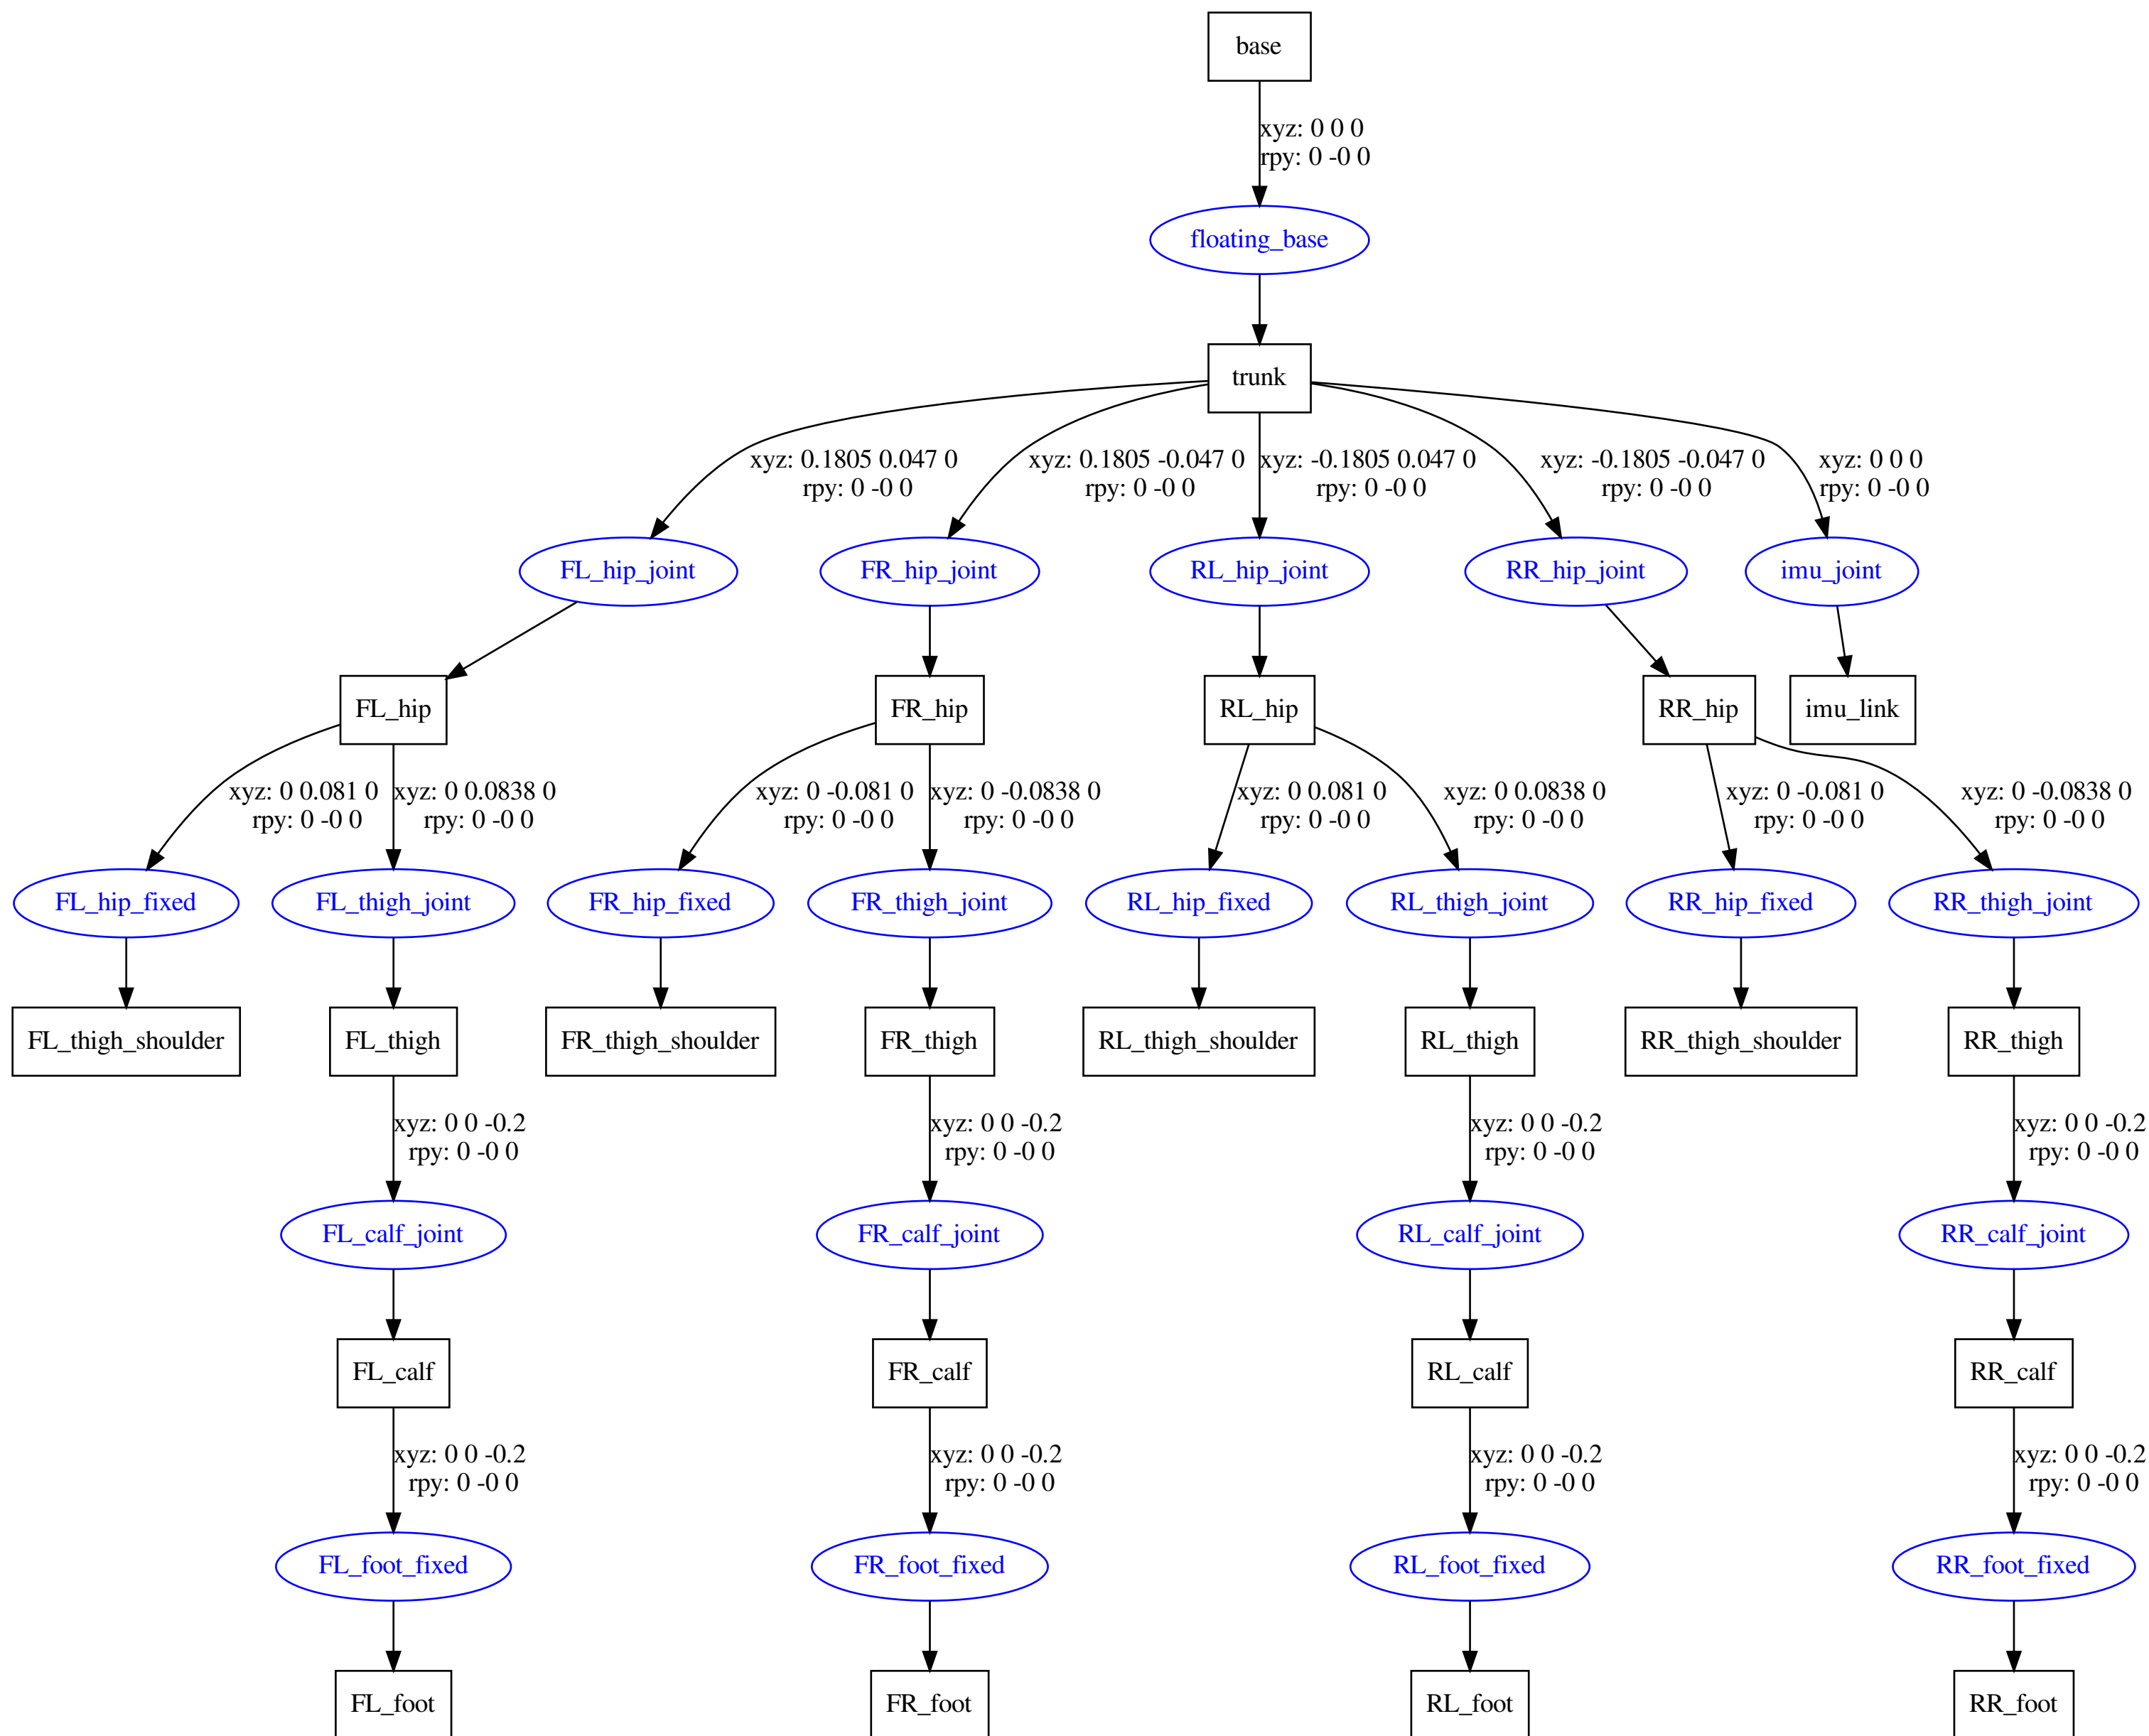 base
xyz: 0 0 0
rpy: 0 -0 0
floating_base
trunk
xyz: 0.1805 0.047 0
rpy: 0 -0 0
xyz: 0.1805 -0.047 0
rpy: 0 -0 0
xyz: -0.1805 0.047 0
rpy: 0 -0 0
xyz: -0.1805 -0.047 0
rpy: 0 -0 0
xyz: 0 0 0
rpy: 0 -0 0
FL_hip_joint
FR_hip_joint
RL_hip_joint
RR_hip_joint
imu_joint
FL_hip
FR_hip
RL_hip
RR_hip
imu_link
xyz: 0 0.081 0
rpy: 0 -0 0
xyz: 0 0.0838 0
rpy: 0 -0 0
xyz: 0 -0.081 0
rpy: 0 -0 0
xyz: 0 -0.0838 0
rpy: 0 -0 0
xyz: 0 0.081 0
rpy: 0 -0 0
xyz: 0 0.0838 0
rpy: 0 -0 0
xyz: 0 -0.081 0
rpy: 0 -0 0
xyz: 0 -0.0838 0
rpy: 0 -0 0
FL_hip_fixed
FL_thigh_joint
FR_hip_fixed
FR_thigh_joint
RL_hip_fixed
RL_thigh_joint
RR_hip_fixed
RR_thigh_joint
FL_thigh_shoulder
FL_thigh
FR_thigh_shoulder
FR_thigh
RL_thigh_shoulder
RL_thigh
RR_thigh_shoulder
RR_thigh
xyz: 0 0 -0.2
rpy: 0 -0 0
xyz: 0 0 -0.2
rpy: 0 -0 0
xyz: 0 0 -0.2
rpy: 0 -0 0
xyz: 0 0 -0.2
rpy: 0 -0 0
FL_calf_joint
FR_calf_joint
RL_calf_joint
RR_calf_joint
FL_calf
FR_calf
RL_calf
RR_calf
xyz: 0 0 -0.2
rpy: 0 -0 0
xyz: 0 0 -0.2
rpy: 0 -0 0
xyz: 0 0 -0.2
rpy: 0 -0 0
xyz: 0 0 -0.2
rpy: 0 -0 0
FL_foot_fixed
FR_foot_fixed
RL_foot_fixed
RR_foot_fixed
FL_foot
FR_foot
RL_foot
RR_foot